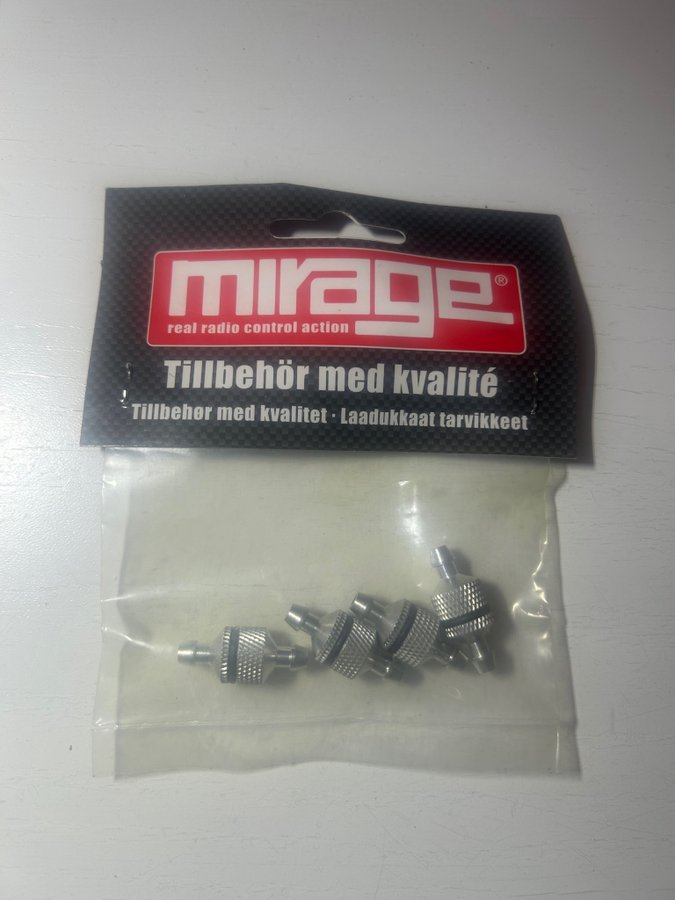 mirage®
real radio control action
Tillbehör med kvalité
Tillbehør med kvalitet · Laadukkaat tarvikkeet